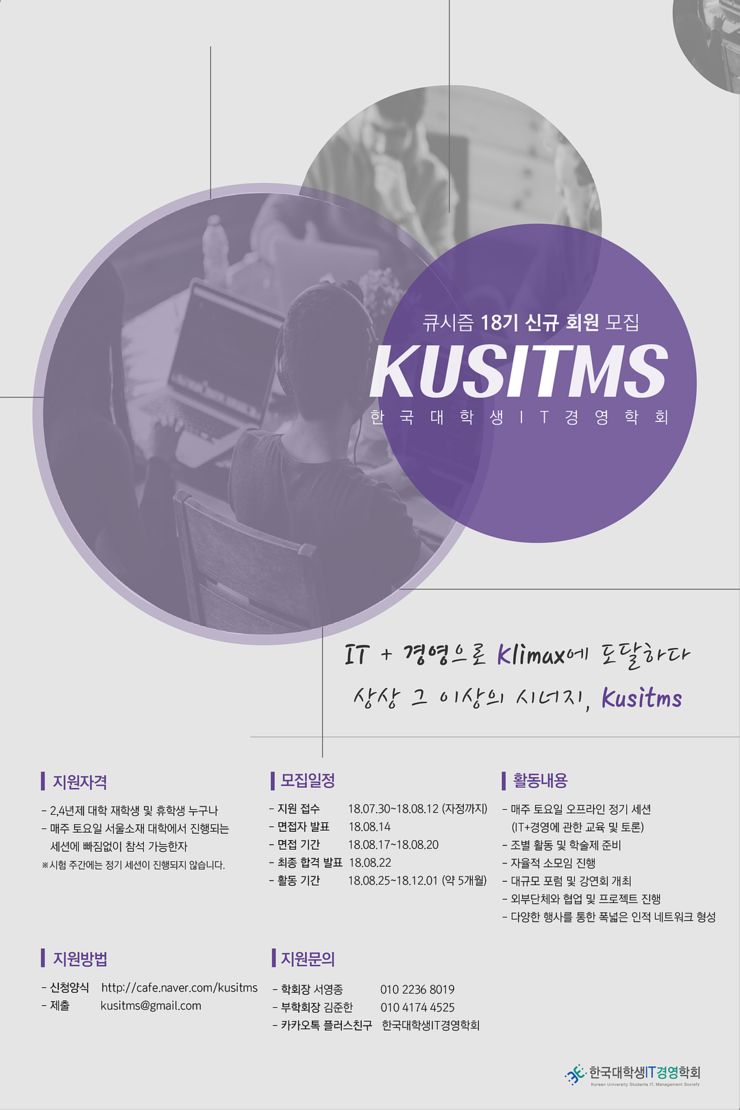 큐시즘 18기 신규 회원 모집
KUSITMS
한국대학생IT경영학회
IT + 경영으로 Klimax에 도달하다
상상 그 이상의 시너지, Kusitms
지원자격
- 2,4년제 대학 재학생 및 휴학생 누구나
- 매주 토요일 서울소재 대학에서 진행되는
세션에 빠짐없이 참석 가능한자
※시험 주간에는 정기 세션이 진행되지 않습니다.
모집일정
- 지원 접수 18.07.30~18.08.12 (자정까지)
- 면접자 발표 18.08.14
- 면접 기간 18.08.17~18.08.20
- 최종 합격 발표 18.08.22
- 활동 기간 18.08.25~18.12.01 (약 5개월)
활동내용
- 매주 토요일 오프라인 정기 세션
(IT+경영에 관한 교육 및 토론)
- 조별 활동 및 학술제 준비
- 자율적 소모임 진행
- 대규모 포럼 및 강연회 개최
- 외부단체와 협업 및 프로젝트 진행
- 다양한 행사를 통한 폭넓은 인적 네트워크 형성
지원방법
- 신청양식 http://cafe.naver.com/kusitms
- 제출 kusitms@gmail.com
지원문의
- 학회장 서영종 010 2236 8019
- 부학회장 김준한 010 4174 4525
- 카카오톡 플러스친구 한국대학생IT경영학회
한국대학생IT경영학회
Korean University Students IT, Management Society